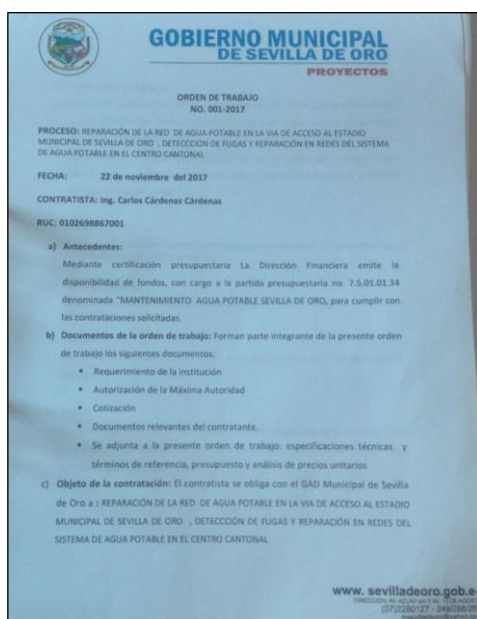 GOBIERNO MUNICIPAL
DE SEVILLA DE ORO
PROYECTOS
ORDEN DE TRABAJO
NO. 001-2017
PROCESO: REPARACIÓN DE LA RED DE AGUA POTABLE EN LA VIA DE ACCESO AL ESTADIO
MUNICIPAL DE SEVILLA DE ORO , DETECCCIÓN DE FUGAS Y REPARACIÓN EN REDES DEL SISTEMA
DE AGUA POTABLE EN EL CENTRO CANTONAL
FECHA: 22 de noviembre del 2017
CONTRATISTA: Ing. Carlos Cárdenas Cárdenas
RUC: 0102698867001
a) Antecedentes:
Mediante certificación presupuestaria La Dirección Financiera emite la
disponibilidad de fondos, con cargo a la partida presupuestaria no. 7.5.01.01.34
denominada "MANTENIMIENTO AGUA POTABLE SEVILLA DE ORO, para cumplir con
las contrataciones solicitadas.
b) Documentos de la orden de trabajo: Forman parte integrante de la presente orden
de trabajo los siguientes documentos:
• Requerimiento de la institución
• Autorización de la Máxima Autoridad
• Cotización
• Documentos relevantes del contratante.
• Se adjunta a la presente orden de trabajo: especificaciones técnicas y
términos de referencia, presupuesto y análisis de precios unitarios
c) Objeto de la contratación: El contratista se obliga con el GAD Municipal de Sevilla
de Oro a : REPARACIÓN DE LA RED DE AGUA POTABLE EN LA VIA DE ACCESO AL ESTADIO
MUNICIPAL DE SEVILLA DE ORO , DETECCCIÓN DE FUGAS Y REPARACIÓN EN REDES DEL
SISTEMA DE AGUA POTABLE EN EL CENTRO CANTONAL
www. sevilladeoro.gob.e